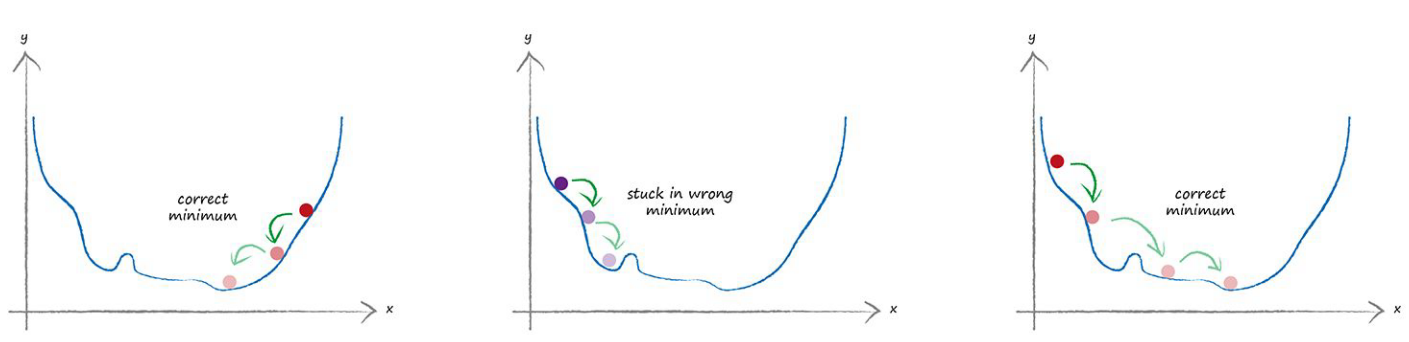 y
correct
minimum
x
y
stuck in wrong
minimum
x
y
correct
minimum
x